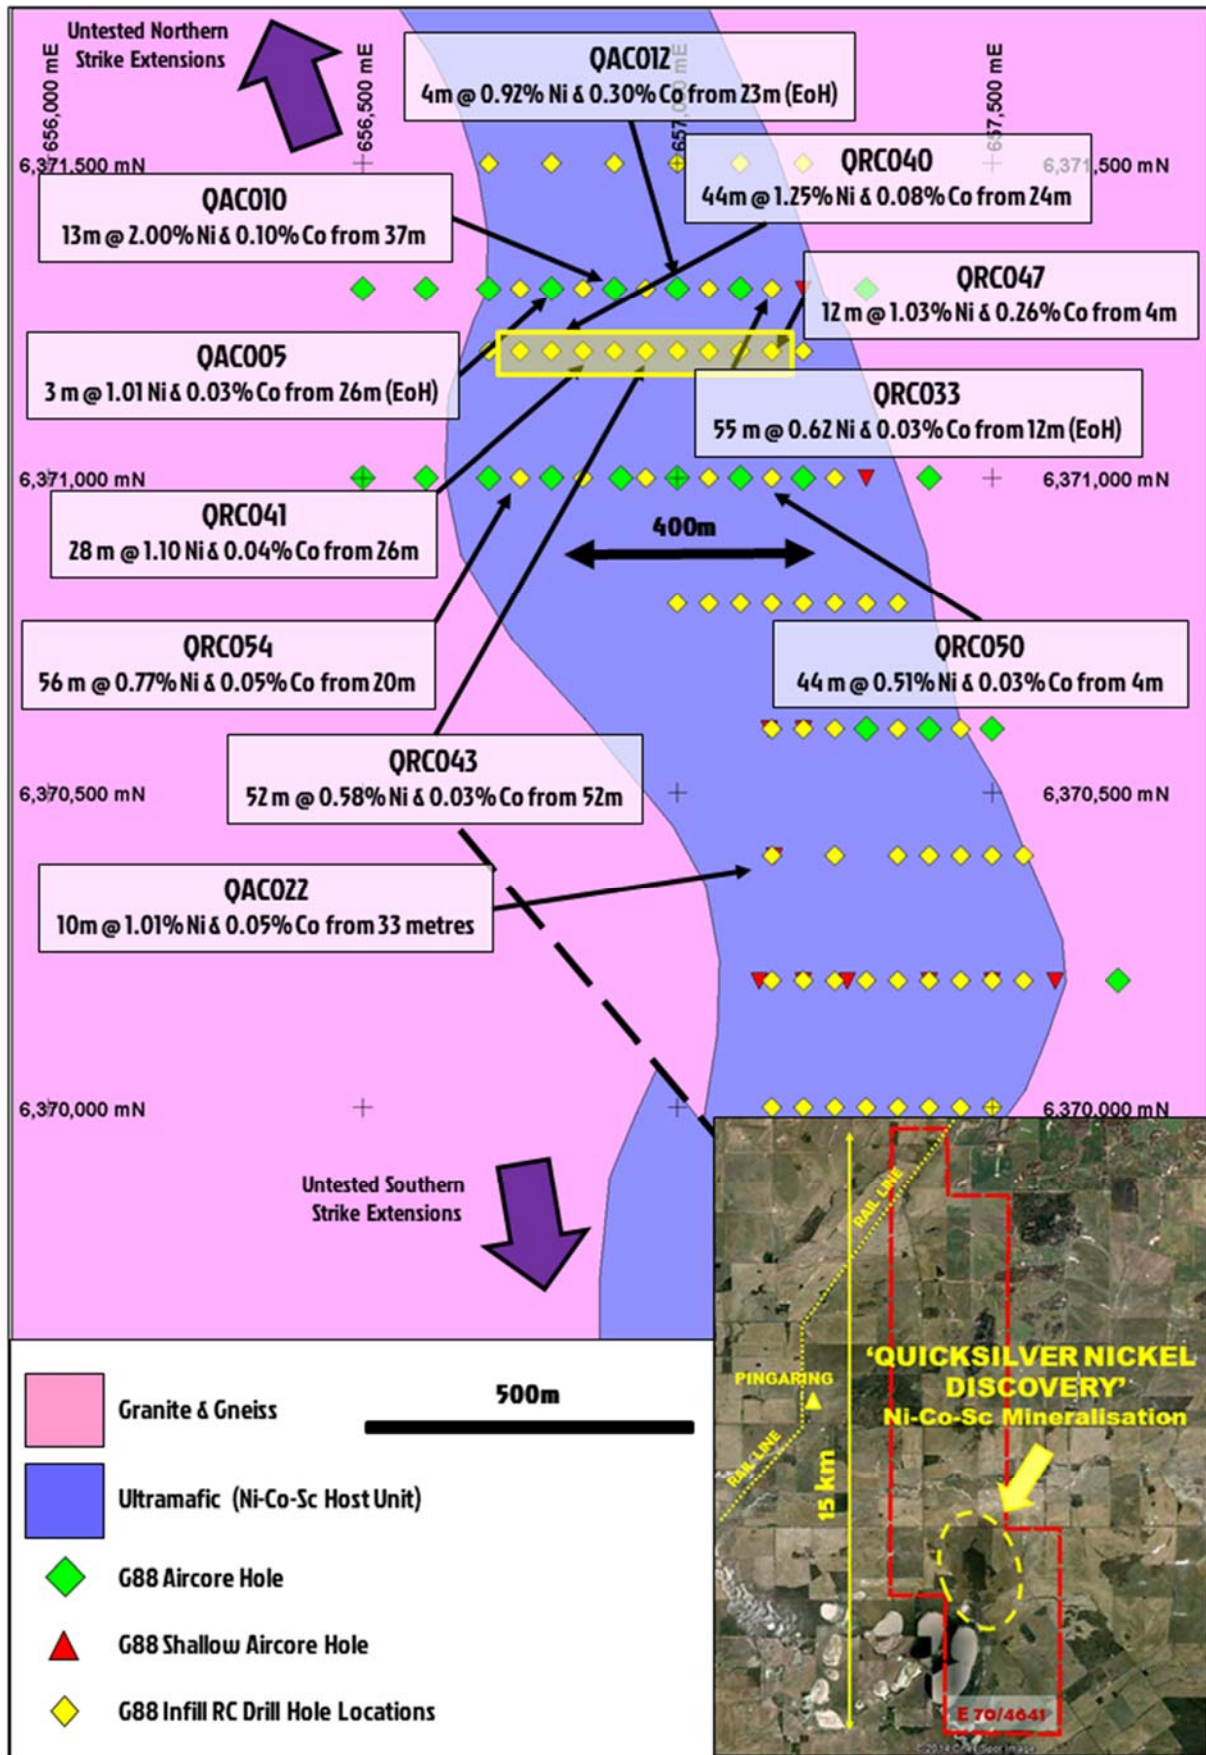 Untested Northern
Strike Extensions
656,000 mE
656,500 mE
657,000 mE
657,500 mE
QAC012
4m @ 0.92% Ni & 0.30% Co from 23m (EoH)
6,371,500 mN
6,371,500 mN
QRC040
44m @ 1.25% Ni & 0.08% Co from 24m
QAC010
13m @ 2.00% Ni & 0.10% Co from 37m
QRC047
12 m @ 1.03% Ni & 0.26% Co from 4m
QAC005
3 m @ 1.01 Ni & 0.03% Co from 26m (EoH)
QRC033
55 m @ 0.62 Ni & 0.03% Co from 12m (EoH)
6,371,000 mN
6,371,000 mN
QRC041
28 m @ 1.10 Ni & 0.04% Co from 26m
400m
QRC054
56 m @ 0.77% Ni & 0.05% Co from 20m
QRC050
44 m @ 0.51% Ni & 0.03% Co from 4m
QRC043
52 m @ 0.58% Ni & 0.03% Co from 52m
6,370,500 mN
6,370,500 mN
QAC022
10m @ 1.01% Ni & 0.05% Co from 33 metres
6,370,000 mN
6,370,000 mN
Untested Southern
Strike Extensions
500m
Granite & Gneiss
Ultramafic (Ni-Co-Sc Host Unit)
G88 Aircore Hole
G88 Shallow Aircore Hole
G88 Infill RC Drill Hole Locations
RAIL LINE
'QUICKSILVER NICKEL
DISCOVERY'
Ni-Co-Sc Mineralisation
PINGARING
RAIL LINE
15 km
E 70/4641
© 2014 Cnes/Spot Image